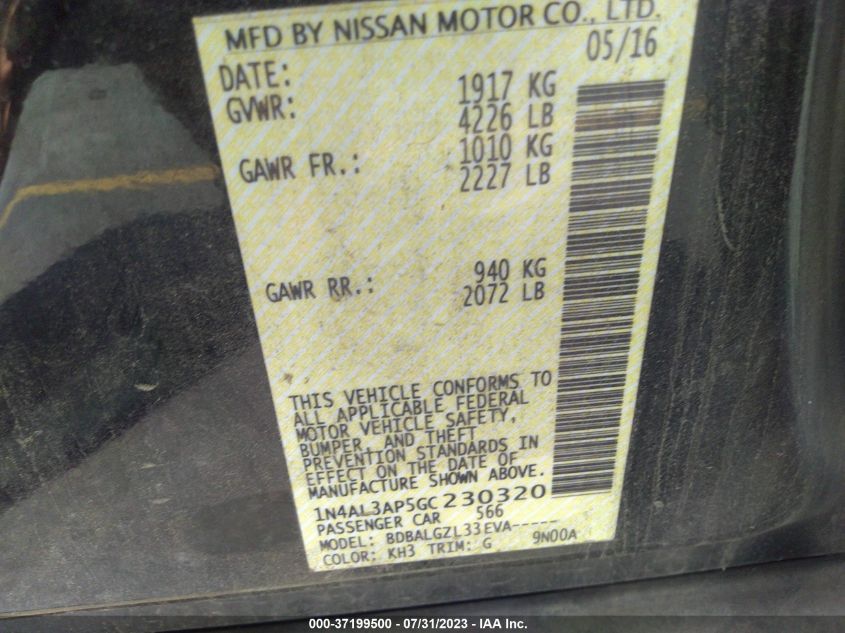 MFD BY NISSAN MOTOR CO., LTD.
DATE: 05/16
GVWR: 1917 KG
4226 LB
GAWR FR.: 1010 KG
2227 LB
GAWR RR.: 940 KG
2072 LB
THIS VEHICLE CONFORMS TO
ALL APPLICABLE FEDERAL
MOTOR VEHICLE SAFETY,
BUMPER, AND THEFT
PREVENTION STANDARDS IN
EFFECT ON THE DATE OF
MANUFACTURE SHOWN ABOVE.
1N4AL3AP5GC230320
PASSENGER CAR 566
MODEL: BDBALGZL33EVA-----
COLOR: KH3 TRIM: G 9N00A
000-37199500 - 07/31/2023 - IAA Inc.